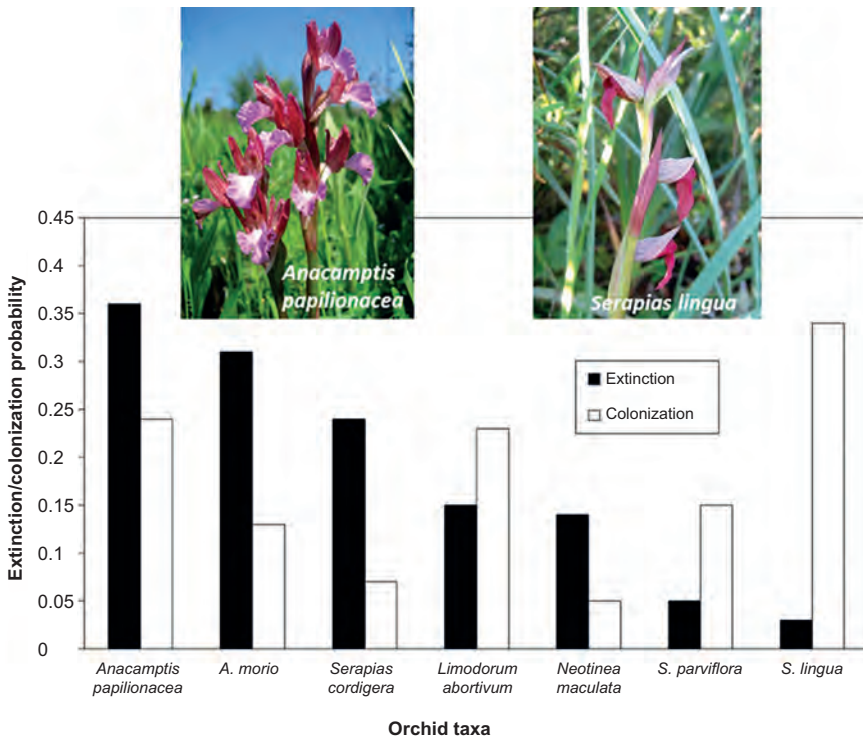 Anacamptis
papilionacea
Serapias lingua
Extinction/colonization probability
0.45
0.4
0.35
0.3
0.25
0.2
0.15
0.1
0.05
0
Extinction
Colonization
Anacamptis
papilionacea
A. morio
Serapias
cordigera
Limodorum
abortivum
Neotinea
maculata
S. parviflora
S. lingua
Orchid taxa